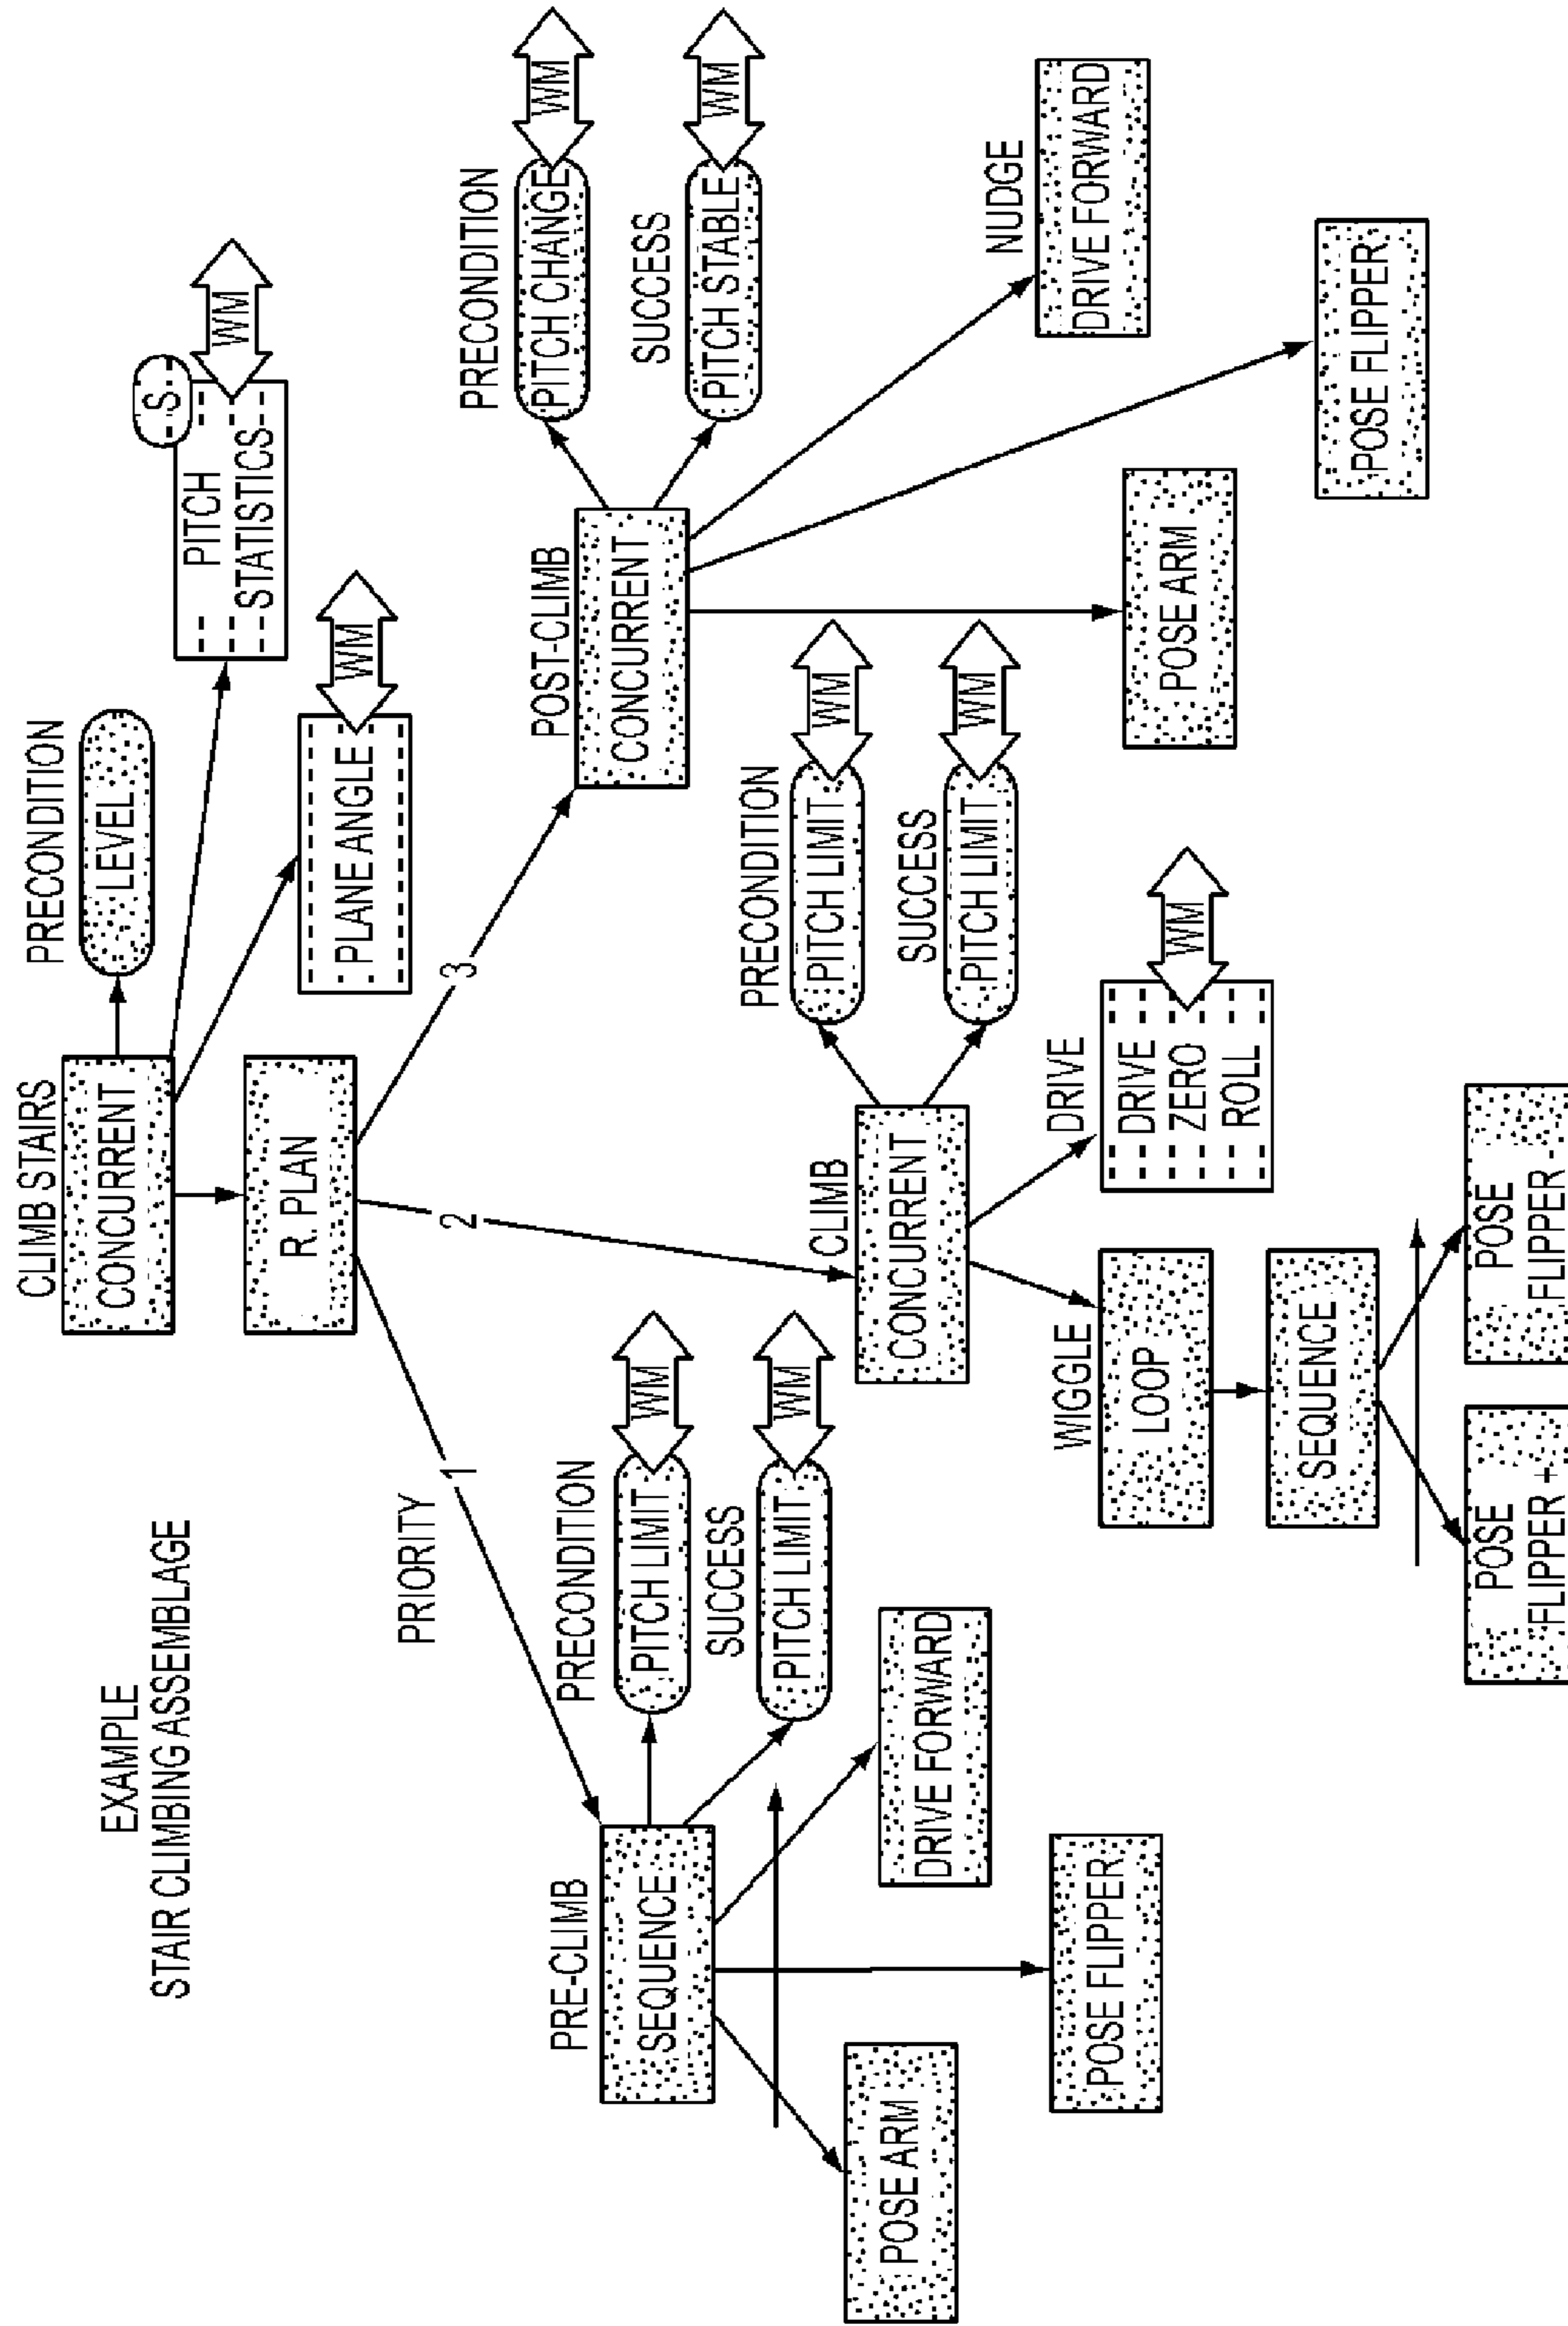 EXAMPLE
STAIR CLIMBING ASSEMBLAGE
CLIMB STAIRS
CONCURRENT
PRECONDITION
LEVEL
S
PITCH
STATISTICS
WM
R. PLAN
PLANE ANGLE
WM
PRIORITY
1
2
3
PRE-CLIMB
SEQUENCE
PRECONDITION
PITCH LIMIT
WM
SUCCESS
PITCH LIMIT
WM
POSE ARM
POSE FLIPPER
DRIVE FORWARD
CLIMB
CONCURRENT
PRECONDITION
PITCH LIMIT
WM
SUCCESS
PITCH LIMIT
WM
WIGGLE
LOOP
SEQUENCE
POSE
FLIPPER +
POSE
FLIPPER -
DRIVE
DRIVE
ZERO
ROLL
WM
POST-CLIMB
CONCURRENT
PRECONDITION
PITCH CHANGE
WM
SUCCESS
PITCH STABLE
WM
POSE ARM
POSE FLIPPER
NUDGE
DRIVE FORWARD